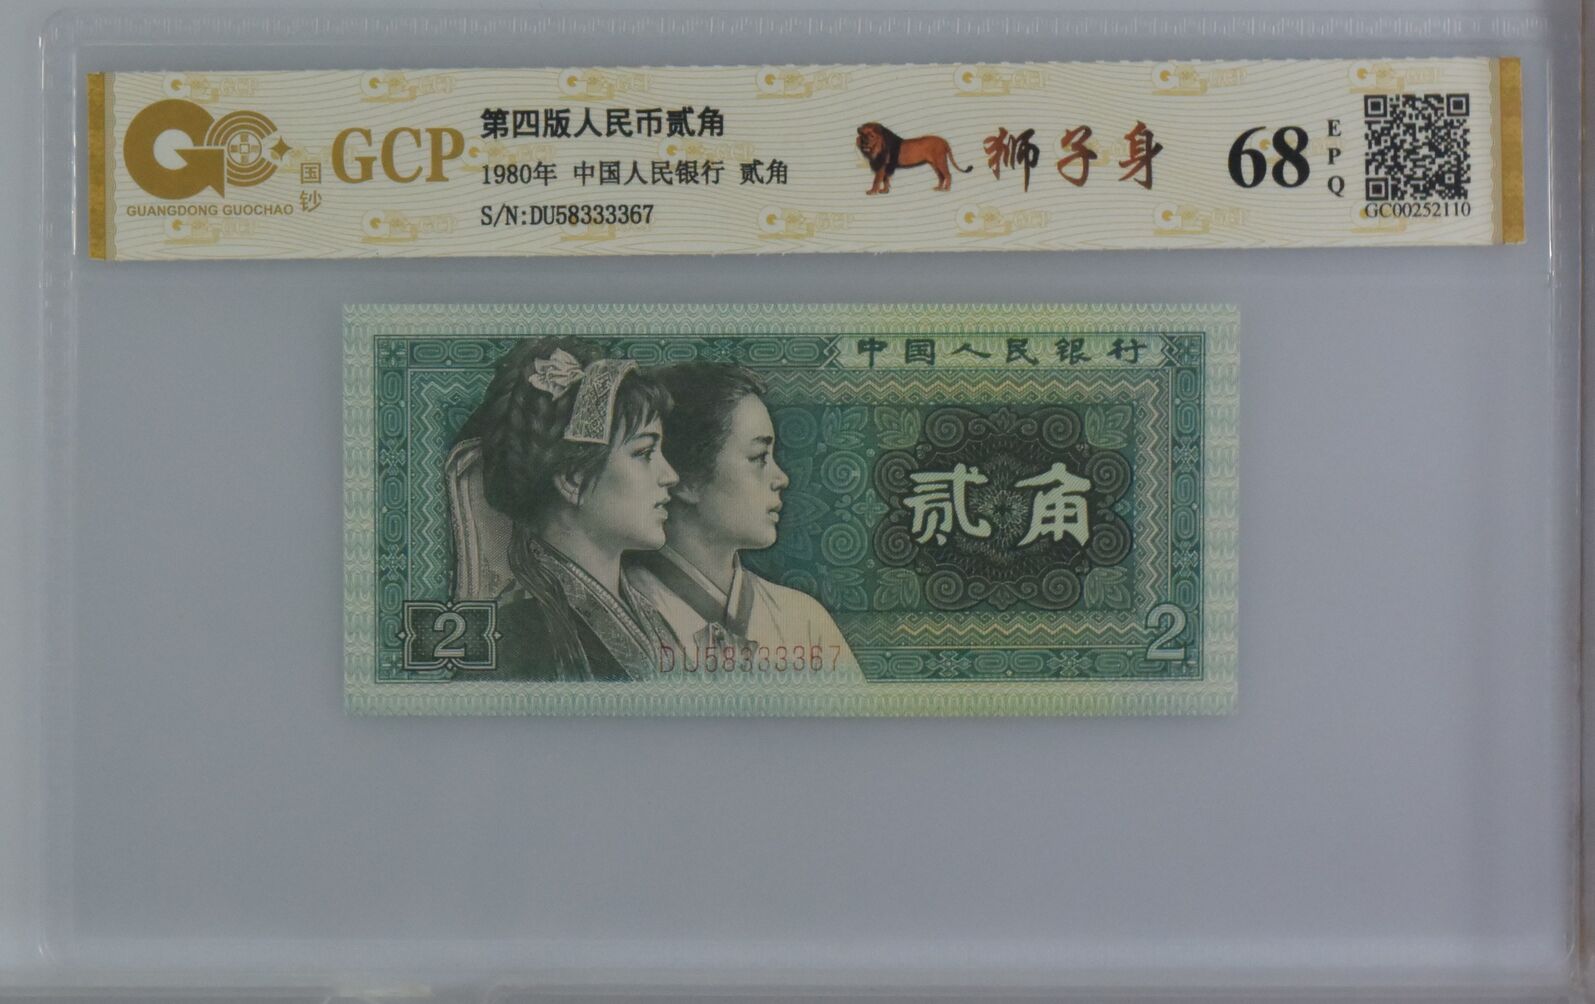 GCP
GUANGDONG GUOCHAO
国钞
第四版人民币贰角
1980年 中国人民银行 贰角
S/N:DU58333367
狮子身
68
EPQ
GC00252110
中国人民银行
贰角
2
2
DU58333367